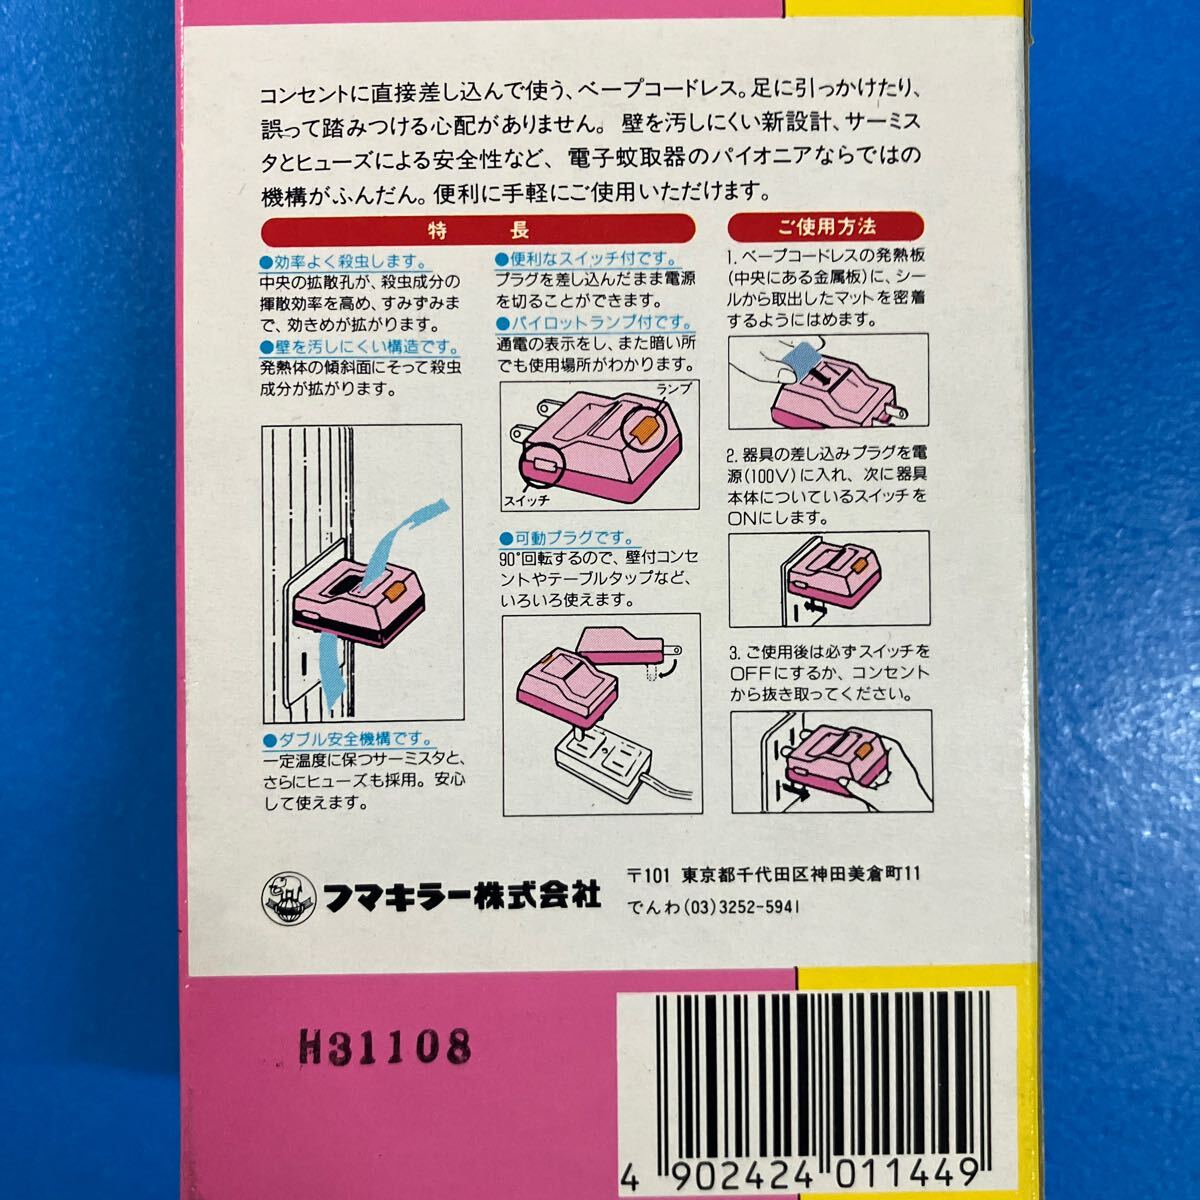 コンセントに直接差し込んで使う、ベープコードレス。足に引っかけたり、
誤って踏みつける心配がありません。壁を汚しにくい新設計、サーミス
タとヒューズによる安全性など、電子蚊取器のパイオニアならではの
機構がふんだん。便利に手軽にご使用いただけます。
特長
●効率よく殺虫します。
中央の拡散孔が、殺虫成分の
揮散効率を高め、すみずみま
で、効きめが拡がります。
●壁を汚しにくい構造です。
発熱体の傾斜面にそって殺虫
成分が拡がります。
●ダブル安全機構です。
一定温度に保つサーミスタと、
さらにヒューズも採用。安心
して使えます。
●便利なスイッチ付です。
プラグを差し込んだまま電源
を切ることができます。
●パイロットランプ付です。
通電の表示をし、また暗い所
でも使用場所がわかります。
ランプ
スイッチ
●可動プラグです。
90°回転するので、壁付コンセ
ントやテーブルタップなど、
いろいろ使えます。
ご使用方法
1. ベープコードレスの発熱板
(中央にある金属板)に、シー
ルから取出したマットを密着
するようにはめます。
2. 器具の差し込みプラグを電
源(100V)に入れ、次に器具
本体についているスイッチを
ONにします。
3. ご使用後は必ずスイッチを
OFFにするか、コンセント
から抜き取ってください。
フマキラー株式会社
〒101 東京都千代田区神田美倉町11
でんわ(03)3252-5941
H31108
4 902424 011449